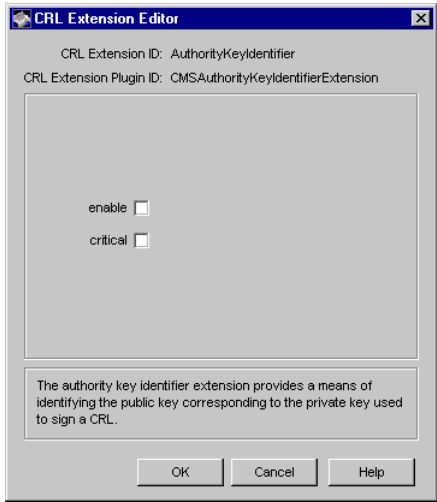 CRL Extension Editor
CRL Extension ID: AuthorityKeyIdentifier
CRL Extension Plugin ID: CMSAuthorityKeyIdentifierExtension
enable
critical
The authority key identifier extension provides a means of
identifying the public key corresponding to the private key used
to sign a CRL.
OK Cancel Help